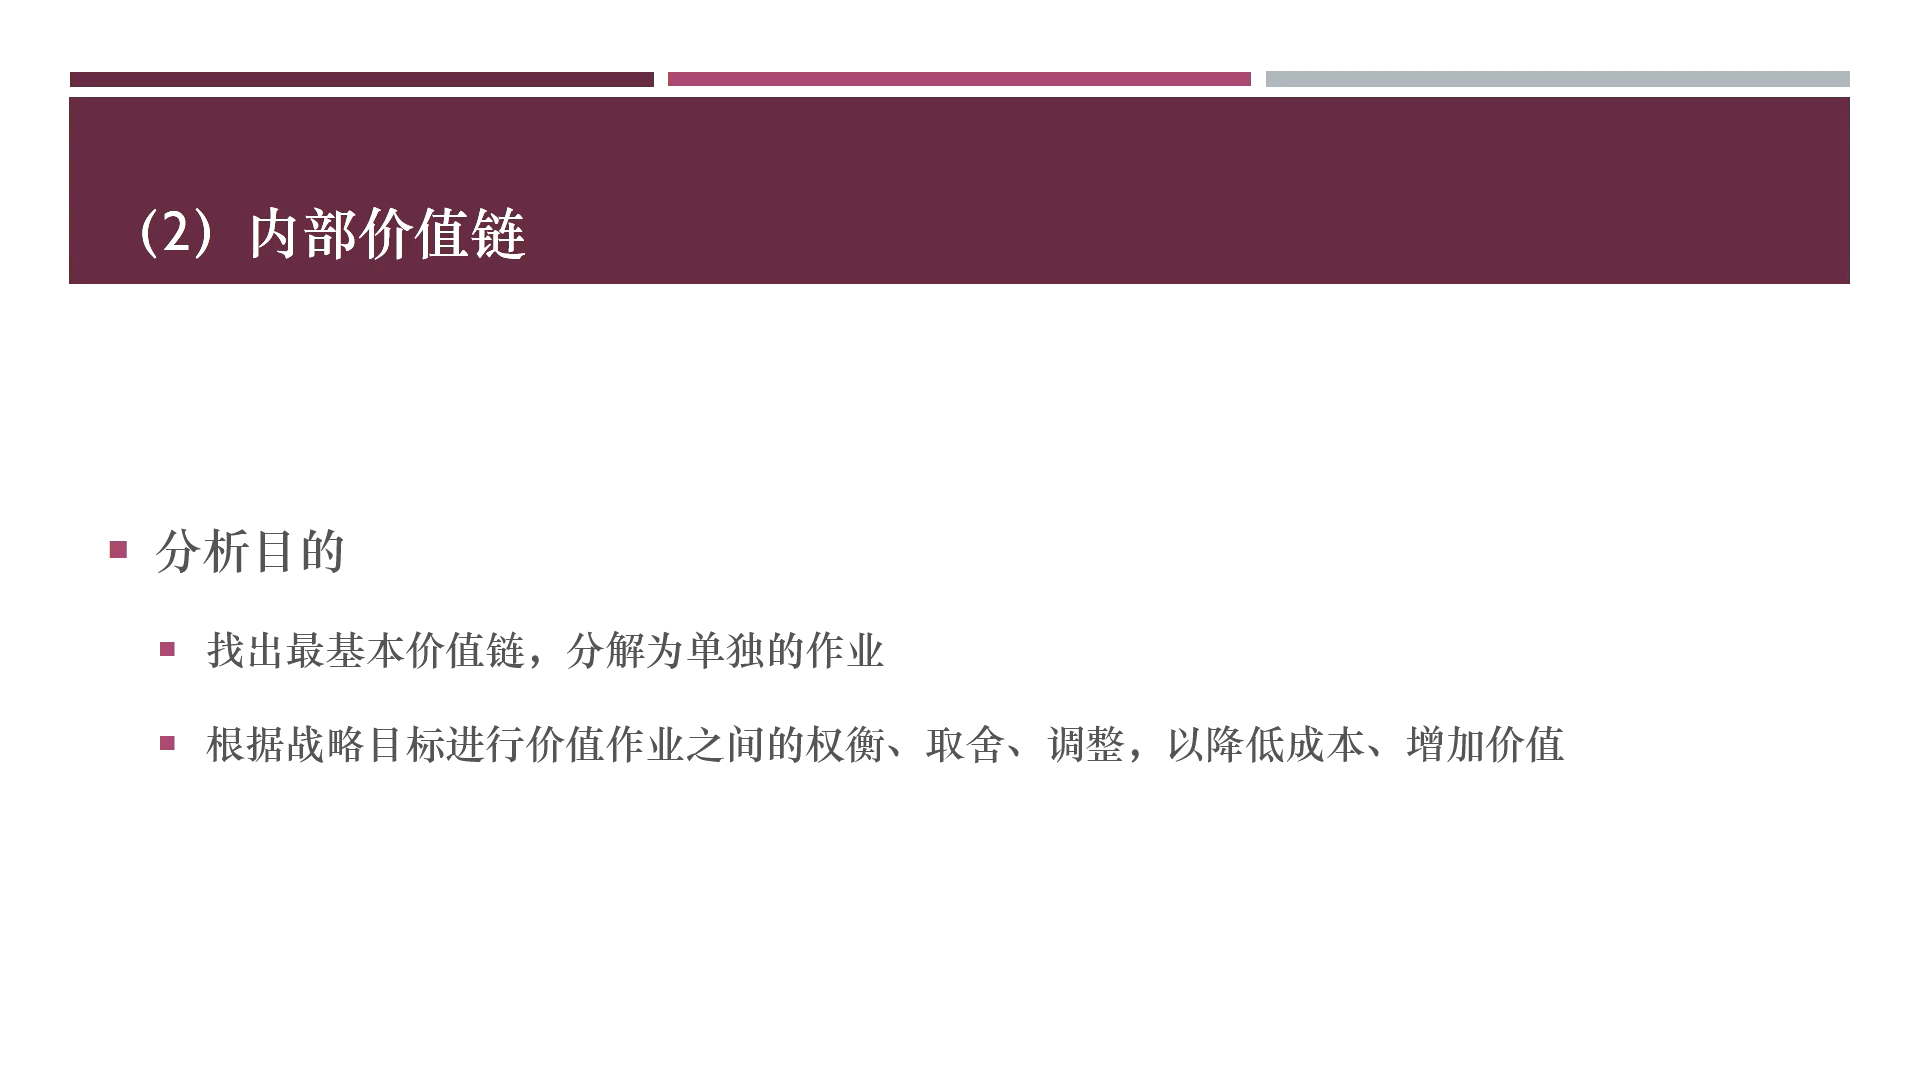 （2）内部价值链
分析目的
找出最基本价值链，分解为单独的作业
根据战略目标进行价值作业之间的权衡、取舍、调整，以降低成本、增加价值